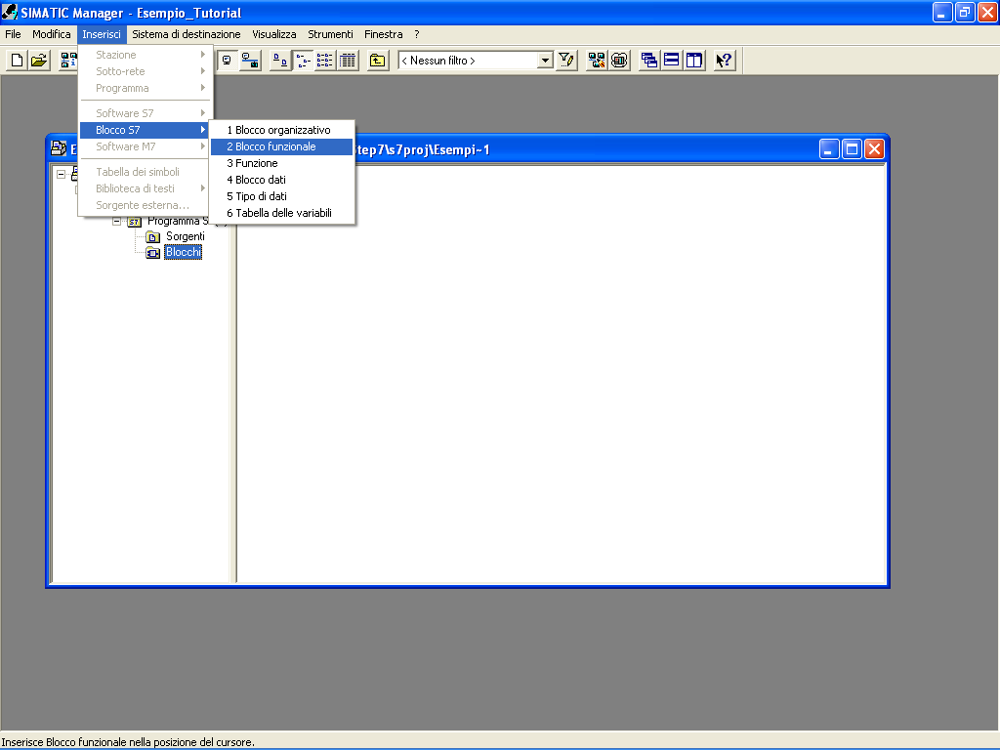 SIMATIC Manager - Esempio_Tutorial
File Modifica Inserisci Sistema di destinazione Visualizza Strumenti Finestra ?
< Nessun filtro >
Stazione
Sotto-rete
Programma
Software S7
Blocco S7
Software M7
Tabella dei simboli
Biblioteca di testi
Sorgente esterna...
1 Blocco organizzativo
2 Blocco funzionale
3 Funzione
4 Blocco dati
5 Tipo di dati
6 Tabella delle variabili
tep7\s7proj\Esempi~1
Programma S
Sorgenti
Blocchi
Inserisce Blocco funzionale nella posizione del cursore.